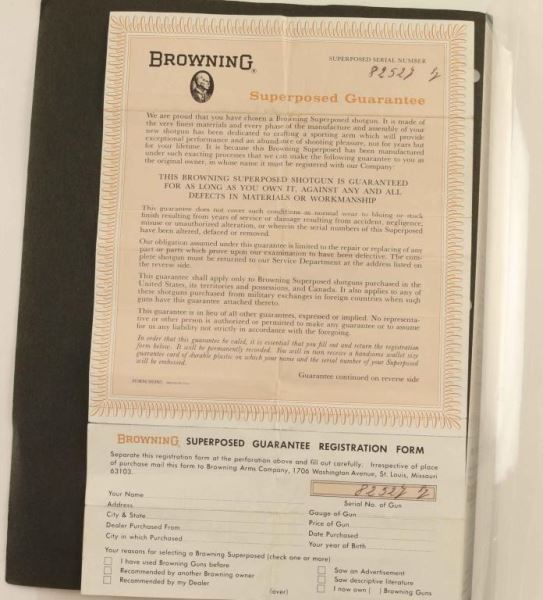 BROWNING®
SUPERPOSED SERIAL NUMBER
82527
Superposed Guarantee
We are proud that you have chosen a Browning Superposed shotgun. It is made of
the very finest materials and every phase of the manufacture and assembly of your
new shotgun has been dedicated to crafting a sporting arm which will provide
exceptional performance and an abundance of shooting pleasure, not for years but
for your lifetime. It is because this Browning Superposed has been manufactured
under such exacting processes that we can make the following guarantee to you as
the original owner, in whose name it must be registered with our Company:
THIS BROWNING SUPERPOSED SHOTGUN IS GUARANTEED
FOR AS LONG AS YOU OWN IT, AGAINST ANY AND ALL
DEFECTS IN MATERIALS OR WORKMANSHIP
This guarantee does not cover such conditions as normal wear to bluing or stock
finish resulting from years of service or damage resulting from accident, negligence,
misuse or unauthorized alteration, or wherein the serial numbers of this Superposed
have been altered, defaced or removed.
Our obligation assumed under this guarantee is limited to the repair or replacing of any
part or parts which prove upon our examination to have been defective. The com-
plete shotgun must be returned to our Service Department at the address listed on
the reverse side.
This guarantee shall apply only to Browning Superposed shotguns purchased in the
United States, its territories and possessions, and Canada. It also applies to any of
these shotguns purchased from military exchanges in foreign countries when such
guns have this guarantee attached thereto.
This guarantee is in lieu of all other guarantees, expressed or implied. No representa-
tive or other person is authorized or permitted to make any guarantee or to assume
for us any liability not strictly in accordance with the foregoing.
In order that this guarantee be valid, it is essential that you fill out and return the registration
form below. It will be permanently recorded. You will in turn receive a handsome wallet size
guarantee card of durable plastic on which your name and the serial number of your Superposed
will be embossed.
Guarantee continued on reverse side
BROWNING SUPERPOSED GUARANTEE REGISTRATION FORM
Separate this registration form at the perforation above and fill out carefully. Irrespective of place
of purchase mail this form to Browning Arms Company, 1706 Washington Avenue, St. Louis, Missouri
63103.
82527
Your Name
Serial No. of Gun
Address
Gauge of Gun
City & State
Price of Gun
Dealer Purchased From
Date Purchased
City in which Purchased
Your year of Birth
Your reasons for selecting a Browning Superposed (check one or more)
I have used Browning Guns before
Saw an Advertisement
Recommended by another Browning owner
Saw descriptive literature
Recommended by my Dealer
I now own ( ) Browning Guns
(over)